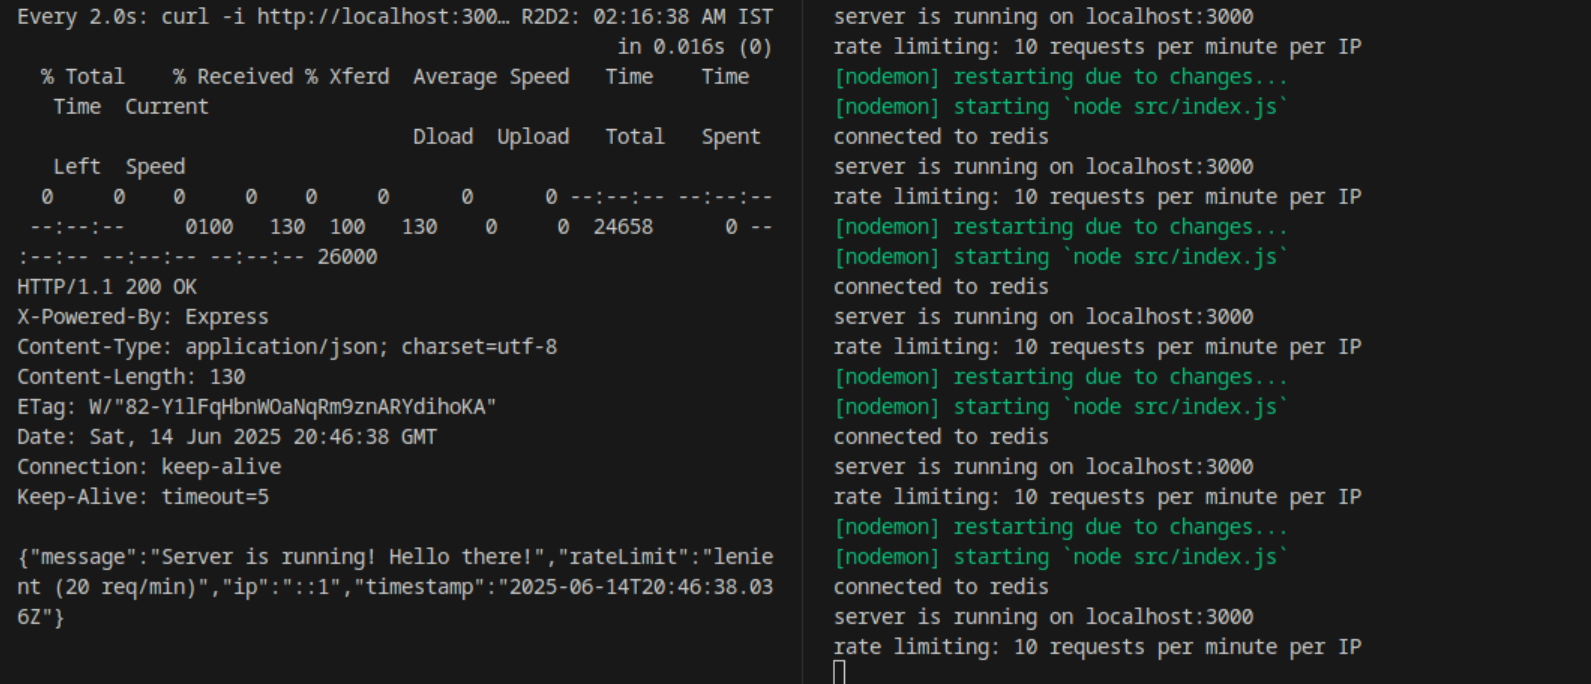 Every 2.0s: curl -i http://localhost:300… R2D2: 02:16:38 AM IST
in 0.016s (0)
% Total    % Received % Xferd  Average Speed   Time    Time
Time  Current
Dload  Upload   Total   Spent
Left  Speed
0     0    0     0    0     0      0      0 --:--:-- --:--:--
--:--:--     0100   130  100   130    0     0  24658      0 --
:--:-- --:--:-- --:--:-- 26000
HTTP/1.1 200 OK
X-Powered-By: Express
Content-Type: application/json; charset=utf-8
Content-Length: 130
ETag: W/"82-Y1lFqHbnWOaNqRm9znARYdihoKA"
Date: Sat, 14 Jun 2025 20:46:38 GMT
Connection: keep-alive
Keep-Alive: timeout=5
{"message":"Server is running! Hello there!","rateLimit":"lenie
nt (20 req/min)","ip":"::1","timestamp":"2025-06-14T20:46:38.03
6Z"}
server is running on localhost:3000
rate limiting: 10 requests per minute per IP
[nodemon] restarting due to changes...
[nodemon] starting `node src/index.js`
connected to redis
server is running on localhost:3000
rate limiting: 10 requests per minute per IP
[nodemon] restarting due to changes...
[nodemon] starting `node src/index.js`
connected to redis
server is running on localhost:3000
rate limiting: 10 requests per minute per IP
[nodemon] restarting due to changes...
[nodemon] starting `node src/index.js`
connected to redis
server is running on localhost:3000
rate limiting: 10 requests per minute per IP
[nodemon] restarting due to changes...
[nodemon] starting `node src/index.js`
connected to redis
server is running on localhost:3000
rate limiting: 10 requests per minute per IP